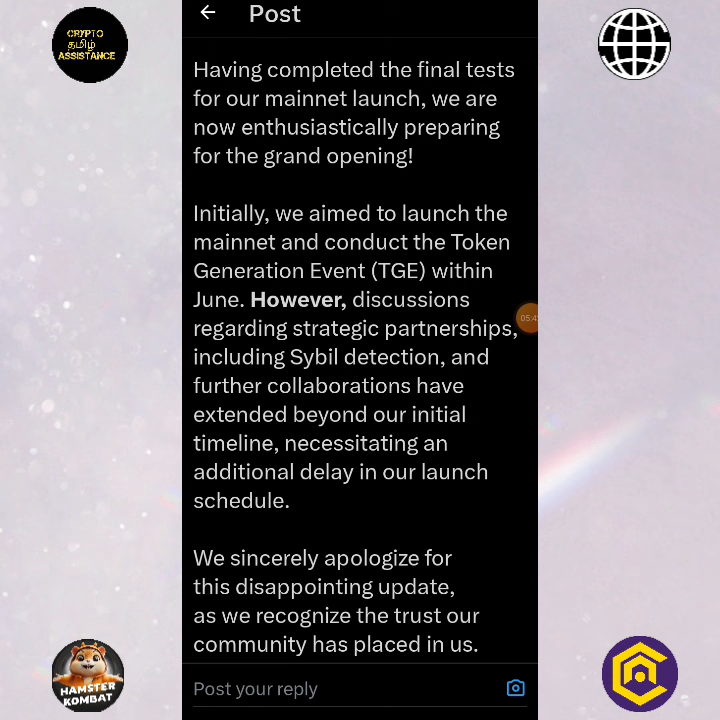 CRYPTO
தமிழ்
ASSISTANCE
Post
Having completed the final tests
for our mainnet launch, we are
now enthusiastically preparing
for the grand opening!
Initially, we aimed to launch the
mainnet and conduct the Token
Generation Event (TGE) within
June. However, discussions
regarding strategic partnerships,
including Sybil detection, and
further collaborations have
extended beyond our initial
timeline, necessitating an
additional delay in our launch
schedule.
We sincerely apologize for
this disappointing update,
as we recognize the trust our
community has placed in us.
Post your reply
HAMSTER
KOMBAT